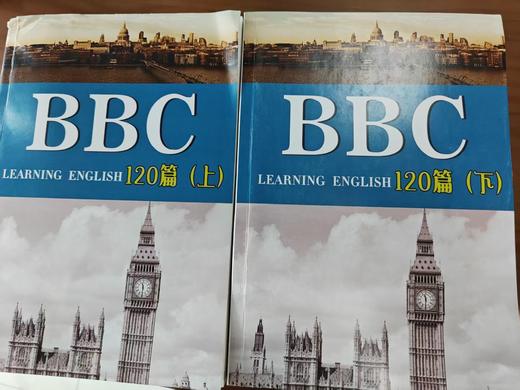 BBC
LEARNING ENGLISH 120篇 (上)
BBC
LEARNING ENGLISH 120篇 (下)